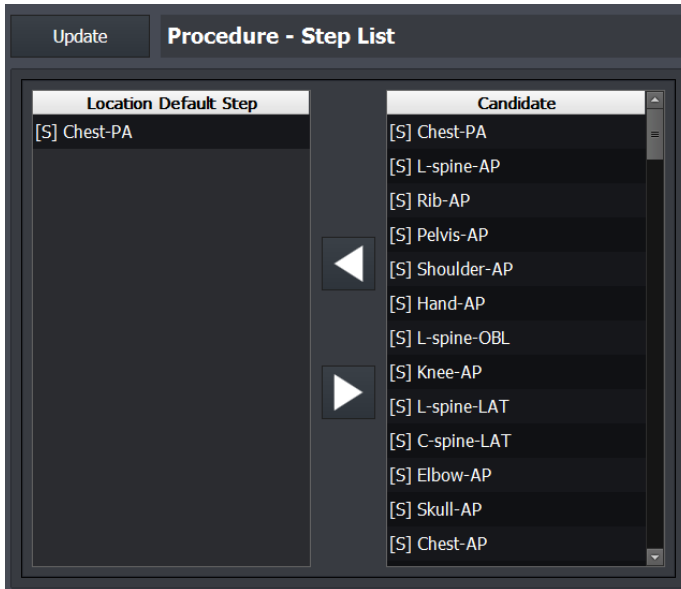 Update
Procedure - Step List
Location Default Step
[S] Chest-PA
Candidate
[S] Chest-PA
[S] L-spine-AP
[S] Rib-AP
[S] Pelvis-AP
[S] Shoulder-AP
[S] Hand-AP
[S] L-spine-OBL
[S] Knee-AP
[S] L-spine-LAT
[S] C-spine-LAT
[S] Elbow-AP
[S] Skull-AP
[S] Chest-AP